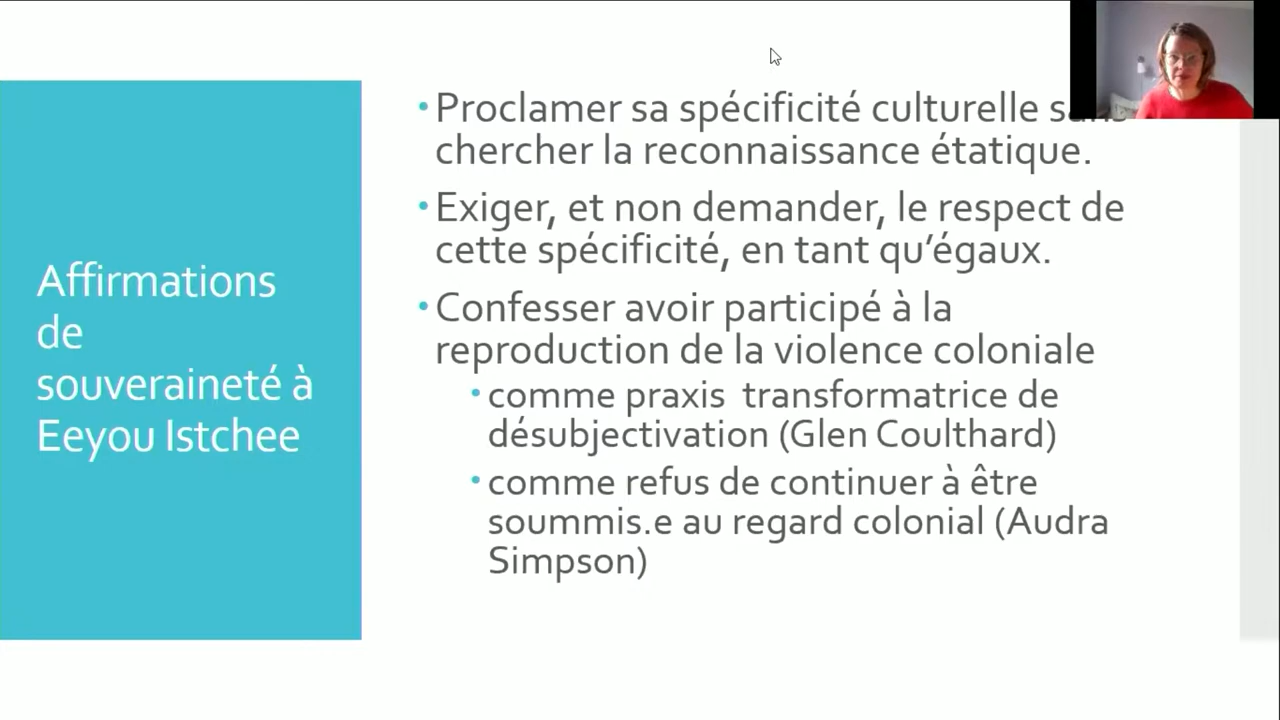 Affirmations
de
souveraineté à
Eeyou Istchee
• Proclamer sa spécificité culturelle
chercher la reconnaissance étatique.
• Exiger, et non demander, le respect de
cette spécificité, en tant qu’égaux.
• Confesser avoir participé à la
reproduction de la violence coloniale
• comme praxis transformatrice de
désubjectivation (Glen Coulthard)
• comme refus de continuer à être
soummis.e au regard colonial (Audra
Simpson)